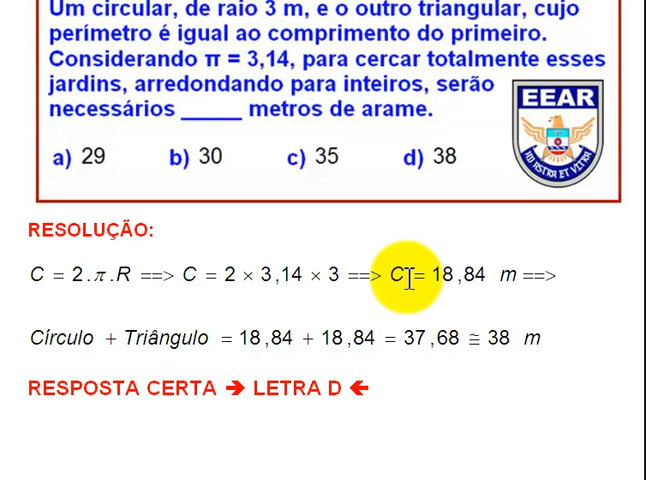 Um circular, de raio 3 m, e o outro triangular, cujo
perímetro é igual ao comprimento do primeiro.
Considerando π = 3,14, para cercar totalmente esses
jardins, arredondando para inteiros, serão
necessários _____ metros de arame.
EEAR
AD ASTRA ET VLTRA
a) 29 b) 30 c) 35 d) 38
RESOLUÇÃO:
C = 2.π.R ==> C = 2 × 3,14 × 3 ==> C = 18,84 m ==>
Círculo + Triângulo = 18,84 + 18,84 = 37,68 ≅ 38 m
RESPOSTA CERTA ➔ LETRA D 🡨